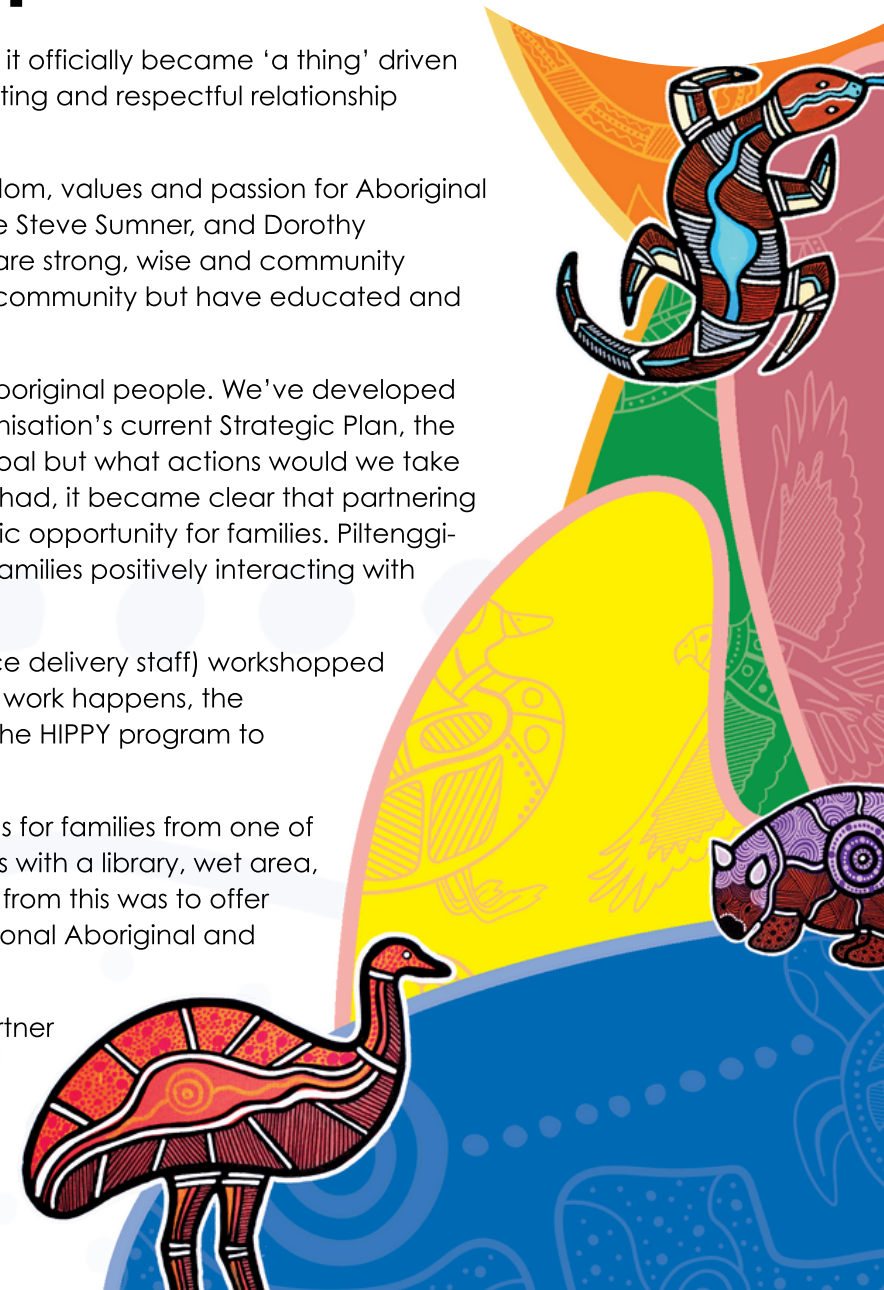 it officially became ‘a thing’ driven
ting and respectful relationship
dom, values and passion for Aboriginal
e Steve Sumner, and Dorothy
are strong, wise and community
community but have educated and
boriginal people. We’ve developed
nisation’s current Strategic Plan, the
oal but what actions would we take
had, it became clear that partnering
ic opportunity for families. Piltenggi-
amilies positively interacting with
ce delivery staff) workshopped
work happens, the
he HIPPY program to
s for families from one of
s with a library, wet area,
from this was to offer
onal Aboriginal and
rtner